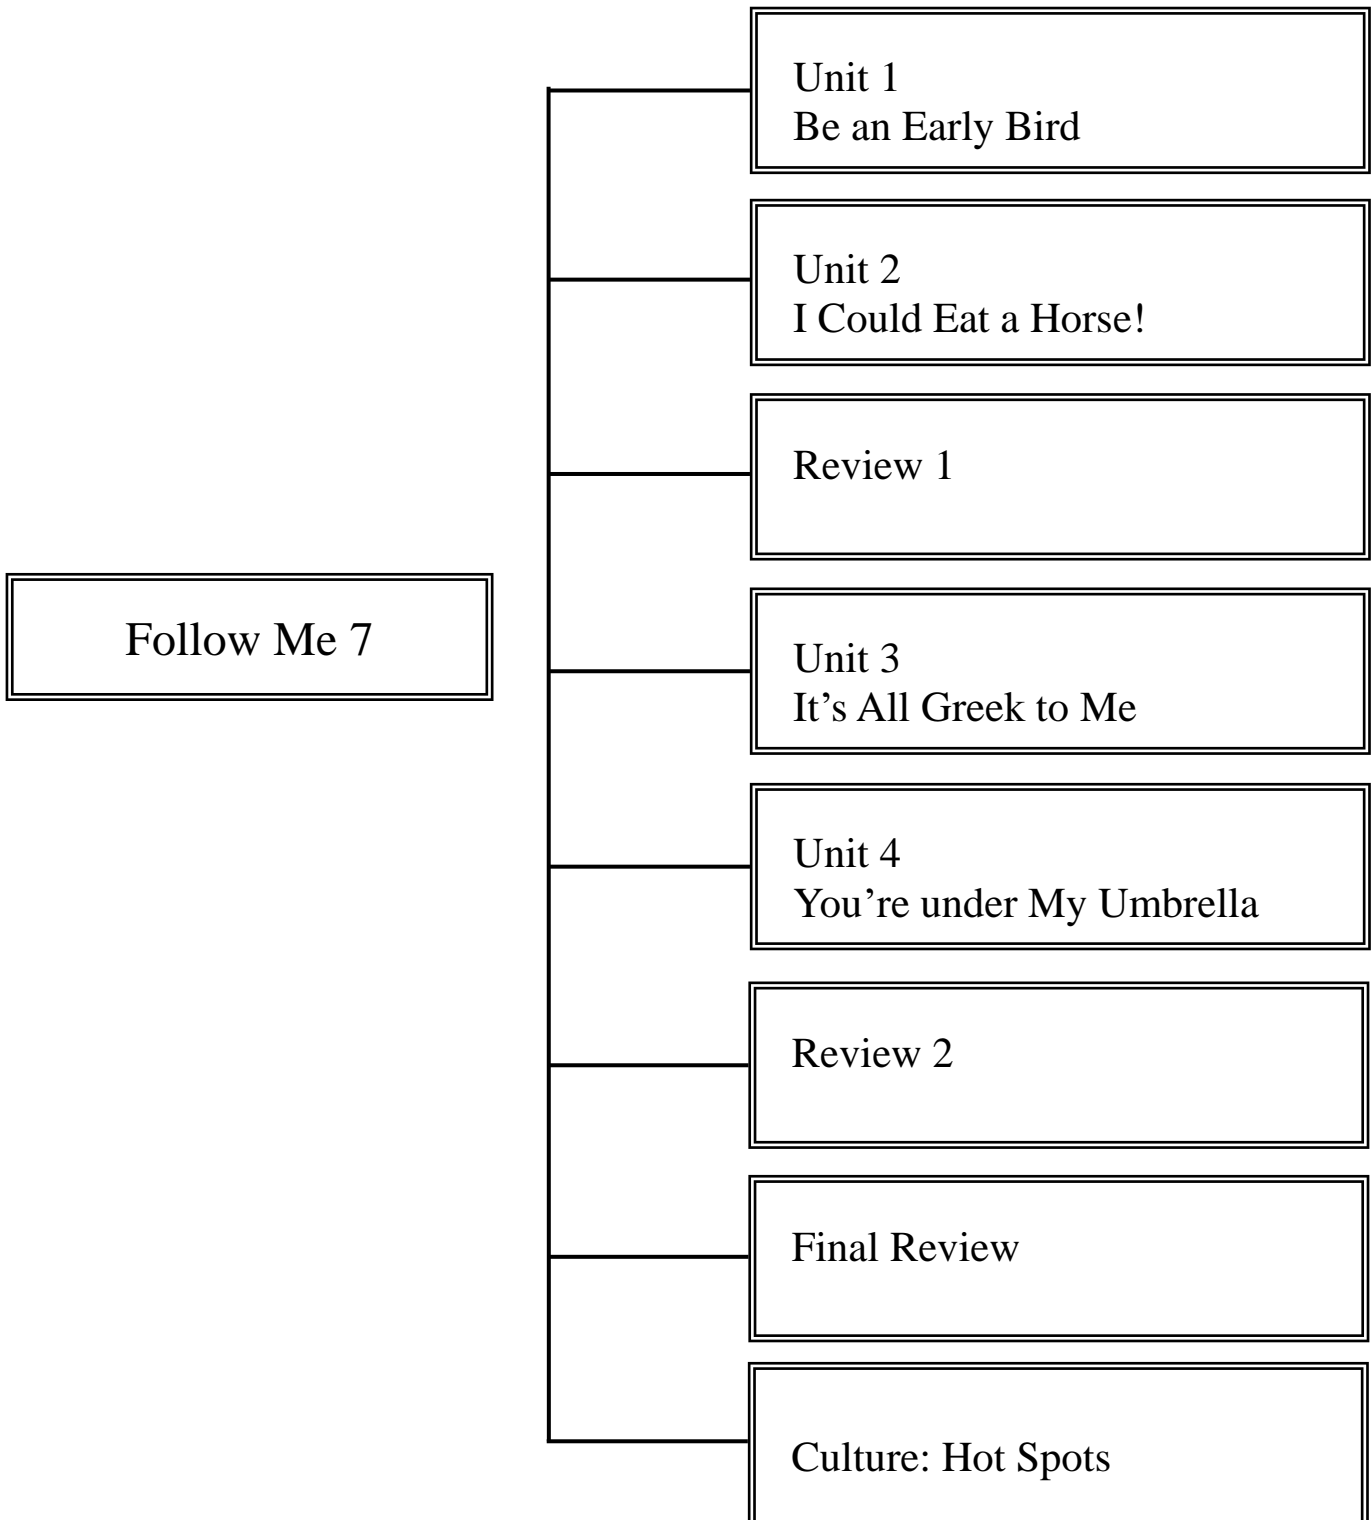 Follow Me 7
Unit 1
Be an Early Bird
Unit 2
I Could Eat a Horse!
Review 1
Unit 3
It’s All Greek to Me
Unit 4
You’re under My Umbrella
Review 2
Final Review
Culture: Hot Spots